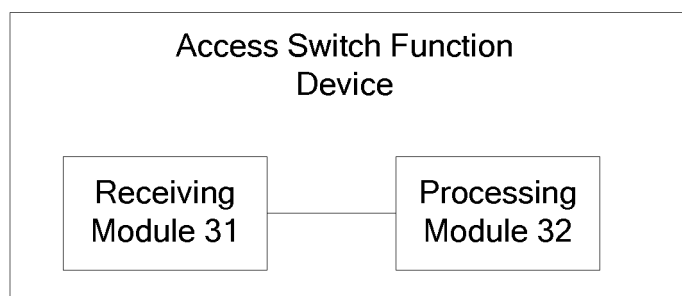 Access Switch Function
Device
Receiving
Module 31
Processing
Module 32